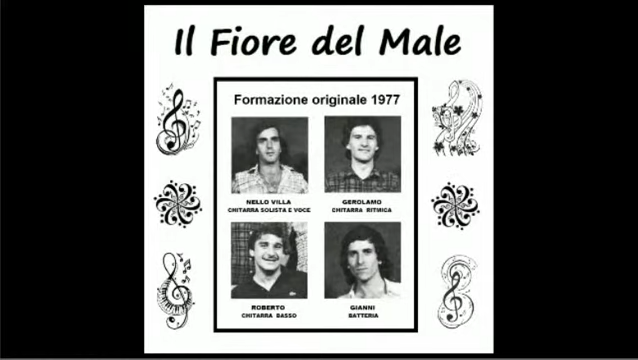 Il Fiore del Male
Formazione originale 1977
NELLO VILLA
CHITARRA SOLISTA E VOCE
GEROLAMO
CHITARRA RITMICA
ROBERTO
CHITARRA BASSO
GIANNI
BATTERIA